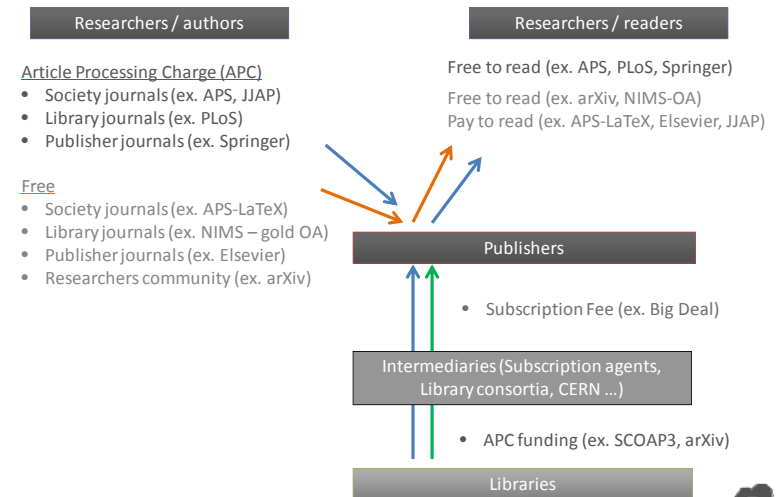 Researchers / authors
Article Processing Charge (APC)
• Society journals (ex. APS, JJAP)
• Library journals (ex. PLoS)
• Publisher journals (ex. Springer)
Free
• Society journals (ex. APS-LaTeX)
• Library journals (ex. NIMS – gold OA)
• Publisher journals (ex. Elsevier)
• Researchers community (ex. arXiv)
Researchers / readers
Free to read (ex. APS, PLoS, Springer)
Free to read (ex. arXiv, NIMS-OA)
Pay to read (ex. APS-LaTeX, Elsevier, JJAP)
Publishers
• Subscription Fee (ex. Big Deal)
Intermediaries (Subscription agents,
Library consortia, CERN ...)
• APC funding (ex. SCOAP3, arXiv)
Libraries